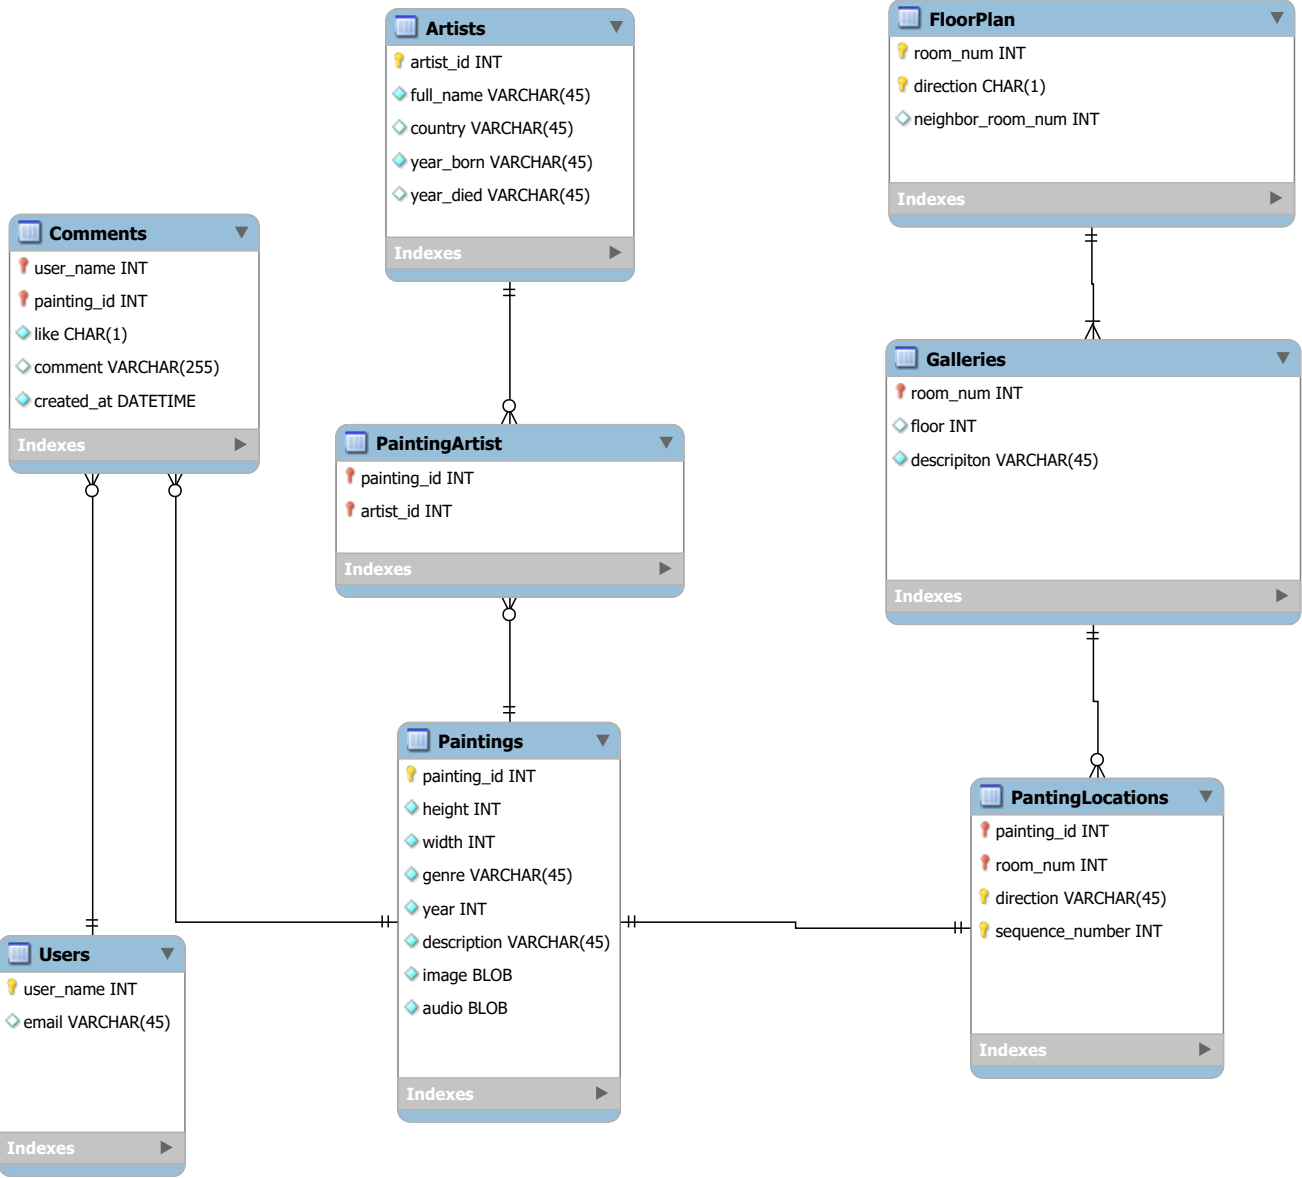 Artists
artist_id INT
full_name VARCHAR(45)
country VARCHAR(45)
year_born VARCHAR(45)
year_died VARCHAR(45)
Indexes
FloorPlan
room_num INT
direction CHAR(1)
neighbor_room_num INT
Indexes
Comments
user_name INT
painting_id INT
like CHAR(1)
comment VARCHAR(255)
created_at DATETIME
Indexes
PaintingArtist
painting_id INT
artist_id INT
Indexes
Galleries
room_num INT
floor INT
descripiton VARCHAR(45)
Indexes
Paintings
painting_id INT
height INT
width INT
genre VARCHAR(45)
year INT
description VARCHAR(45)
image BLOB
audio BLOB
Indexes
PantingLocations
painting_id INT
room_num INT
direction VARCHAR(45)
sequence_number INT
Indexes
Users
user_name INT
email VARCHAR(45)
Indexes